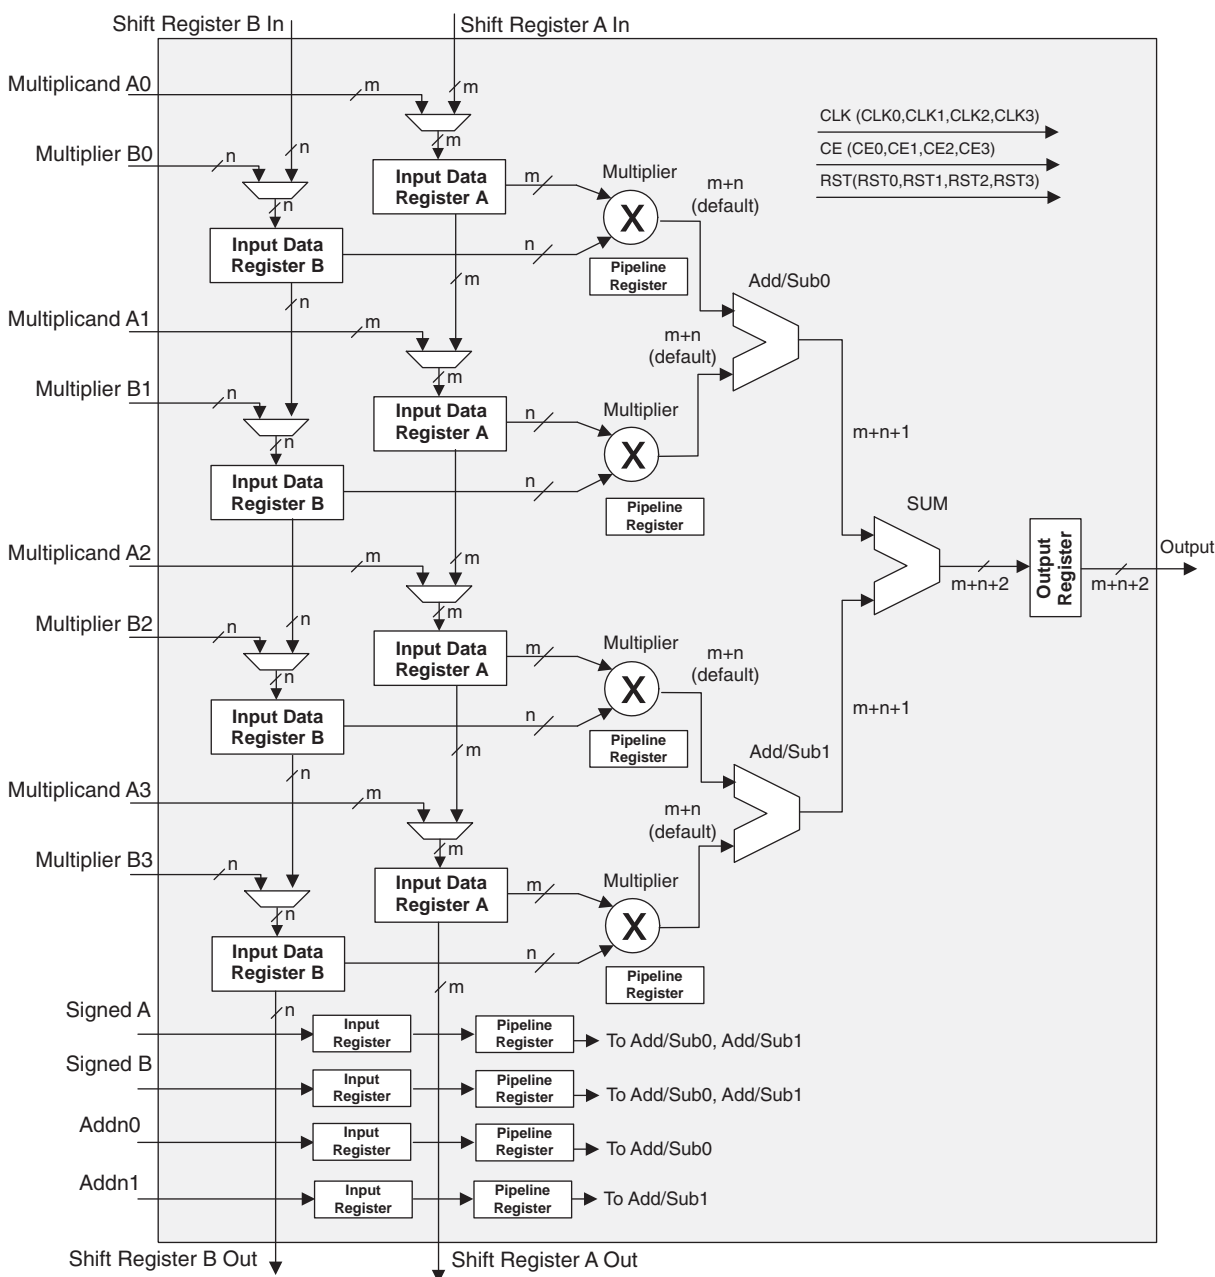 Shift Register B In
Shift Register A In
Multiplicand A0
m
m
CLK (CLK0,CLK1,CLK2,CLK3)
m
Multiplier B0
n
n
CE (CE0,CE1,CE2,CE3)
Input Data
Register A
m
Multiplier
m+n
(default)
RST(RST0,RST1,RST2,RST3)
n
X
Input Data
Register B
n
Pipeline
Register
m
Add/Sub0
n
Multiplicand A1
m
m+n
(default)
m
Multiplier B1
n
Input Data
Register A
n
Multiplier
m+n+1
n
X
Input Data
Register B
n
Pipeline
Register
SUM
Multiplicand A2
m
m
Output
Register
Output
m+n+2
m+n+2
m
Multiplier B2
n
n
Input Data
Register A
m
Multiplier
m+n
(default)
n
X
m+n+1
Input Data
Register B
n
Pipeline
Register
m
Add/Sub1
n
Multiplicand A3
m
m+n
(default)
m
Multiplier B3
n
Input Data
Register A
m
Multiplier
n
X
Input Data
Register B
n
Pipeline
Register
m
Signed A
n
Input
Register
Pipeline
Register
To Add/Sub0, Add/Sub1
Signed B
Input
Register
Pipeline
Register
To Add/Sub0, Add/Sub1
Addn0
Input
Register
Pipeline
Register
To Add/Sub0
Addn1
Input
Register
Pipeline
Register
To Add/Sub1
Shift Register B Out
Shift Register A Out